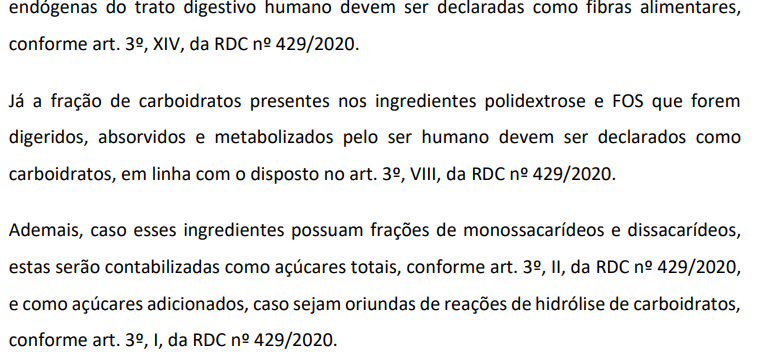 endógenas do trato digestivo humano devem ser declaradas como fibras alimentares,
conforme art. 3º, XIV, da RDC nº 429/2020.
Já a fração de carboidratos presentes nos ingredientes polidextrose e FOS que forem
digeridos, absorvidos e metabolizados pelo ser humano devem ser declarados como
carboidratos, em linha com o disposto no art. 3º, VIII, da RDC nº 429/2020.
Ademais, caso esses ingredientes possuam frações de monossacarídeos e dissacarídeos,
estas serão contabilizadas como açúcares totais, conforme art. 3º, II, da RDC nº 429/2020,
e como açúcares adicionados, caso sejam oriundas de reações de hidrólise de carboidratos,
conforme art. 3º, I, da RDC nº 429/2020.